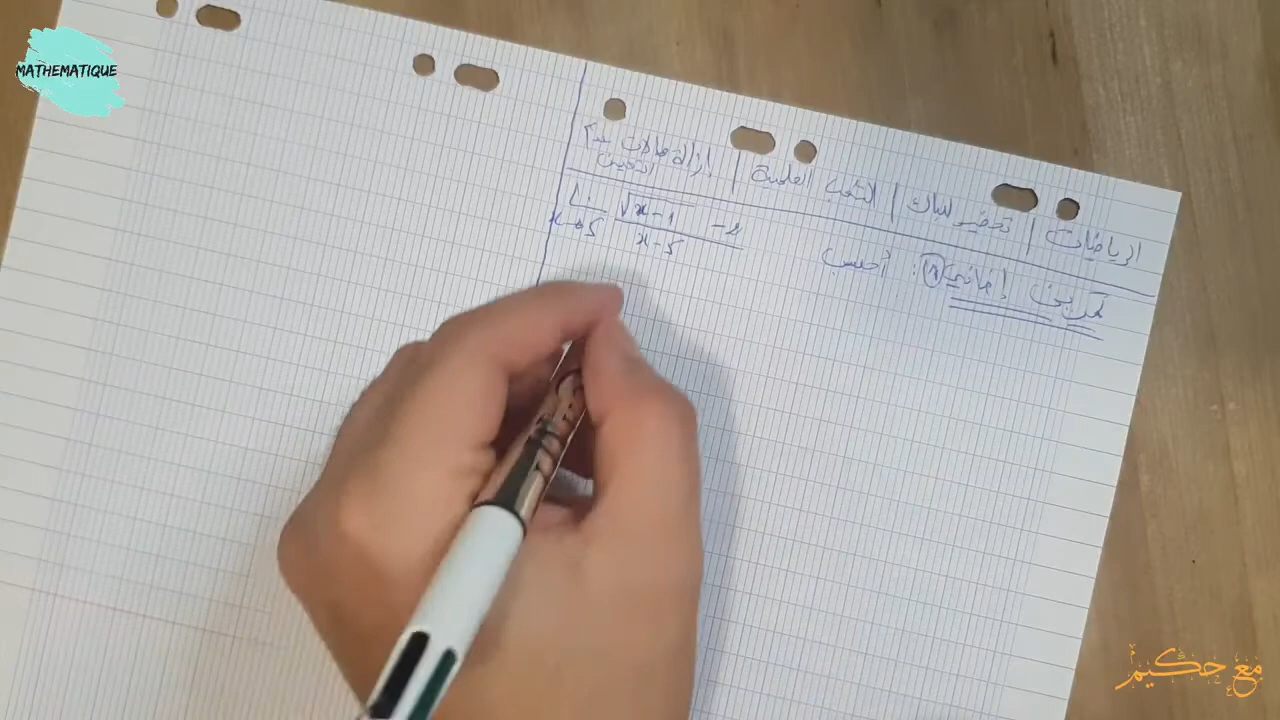 MATHEMATIQUE
الرياضيات | تحضير للباك | الشعب العلمية | إزالة حالات عدم التعيين
تمرين إضافي : أحسب
lim x→5 (√(x-1) - 2) / (x-5)
مع حكيم